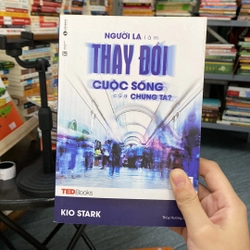 NGƯỜI LẠ làm
THAY ĐỔI
CUỘC SỐNG
của CHÚNG TA?
TEDBooks
KIO STARK